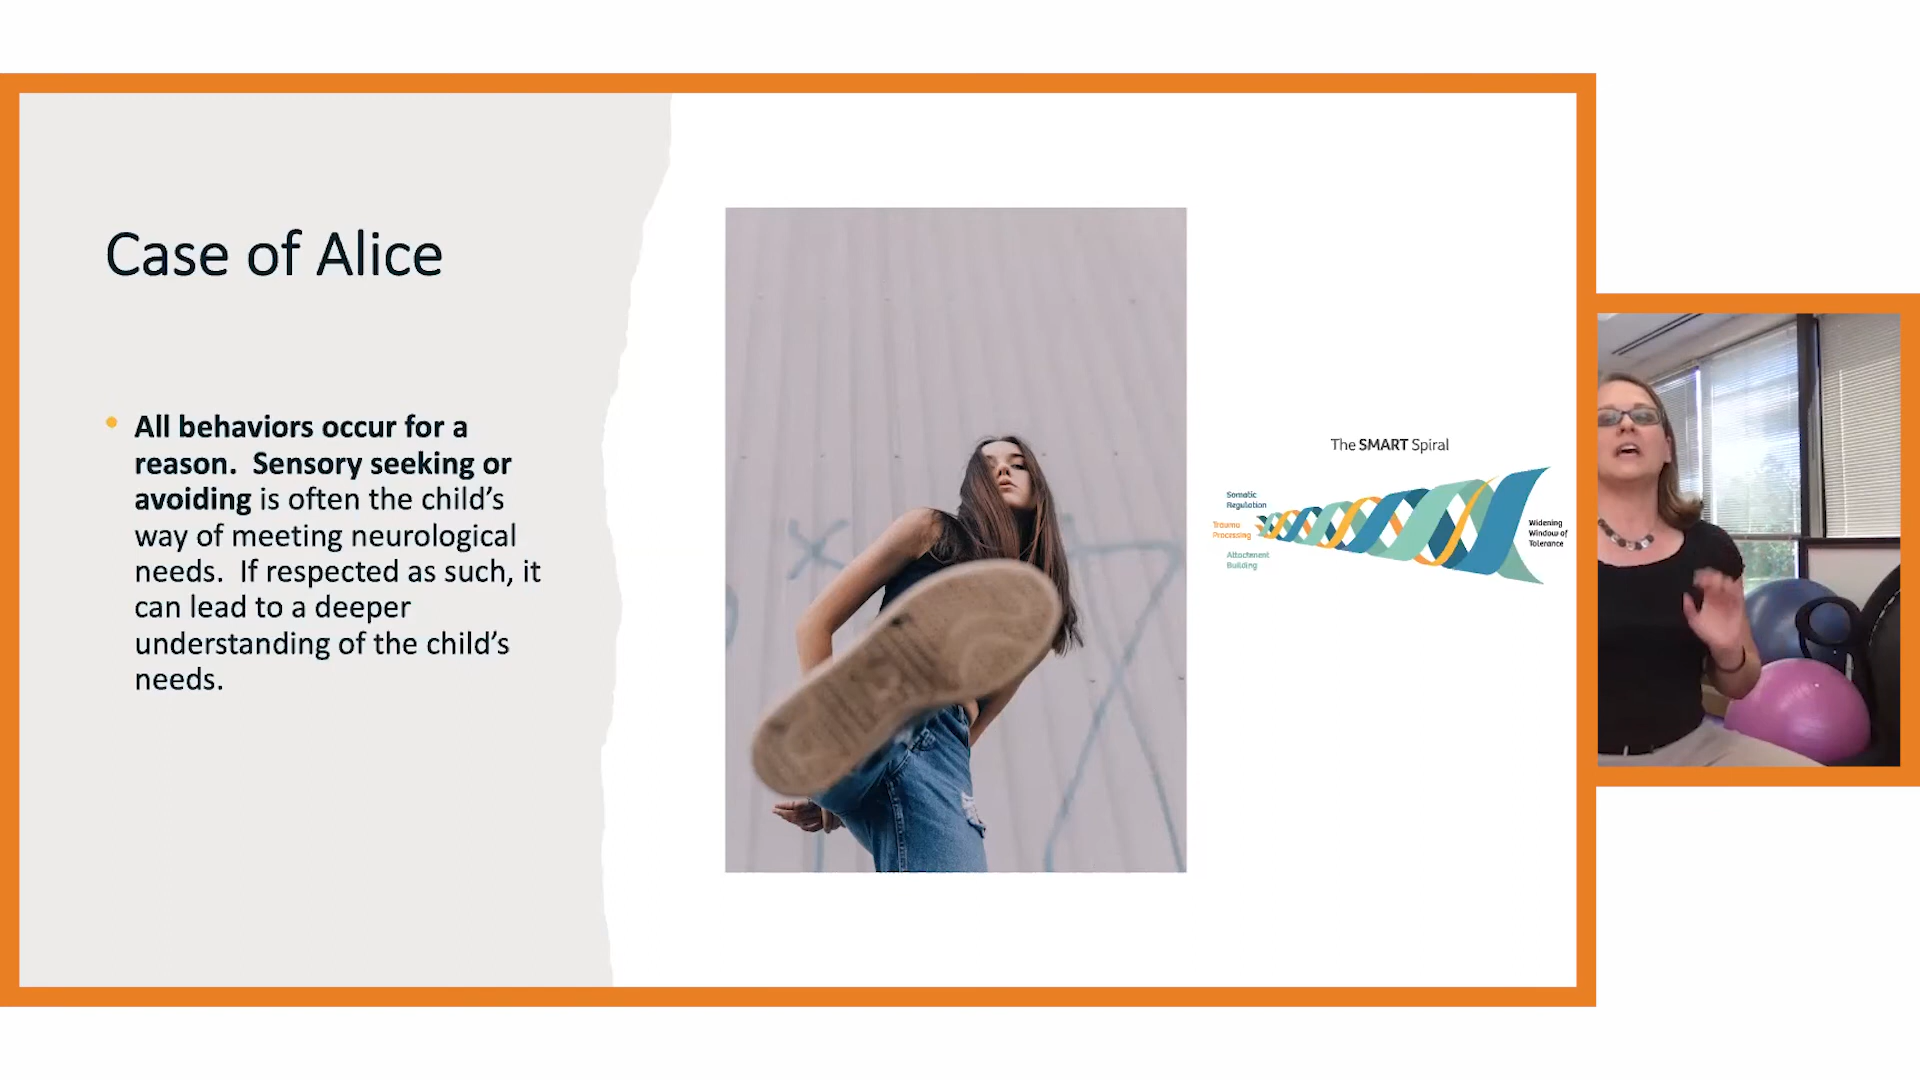 Case of Alice
All behaviors occur for a
reason.  Sensory seeking or
avoiding is often the child’s
way of meeting neurological
needs.  If respected as such, it
can lead to a deeper
understanding of the child’s
needs.
The SMART Spiral
Somatic
Regulation
Trauma
Processing
Attachment
Building
Widening
Window of
Tolerance